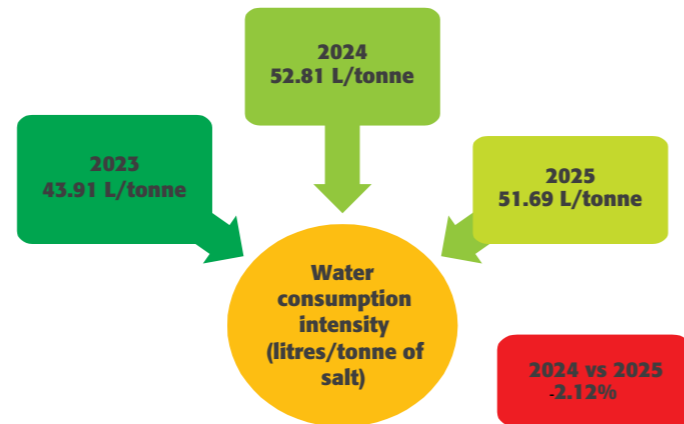 2023
43.91 L/tonne
2024
52.81 L/tonne
2025
51.69 L/tonne
Water
consumption
intensity
(litres/tonne of
salt)
2024 vs 2025
-2.12%